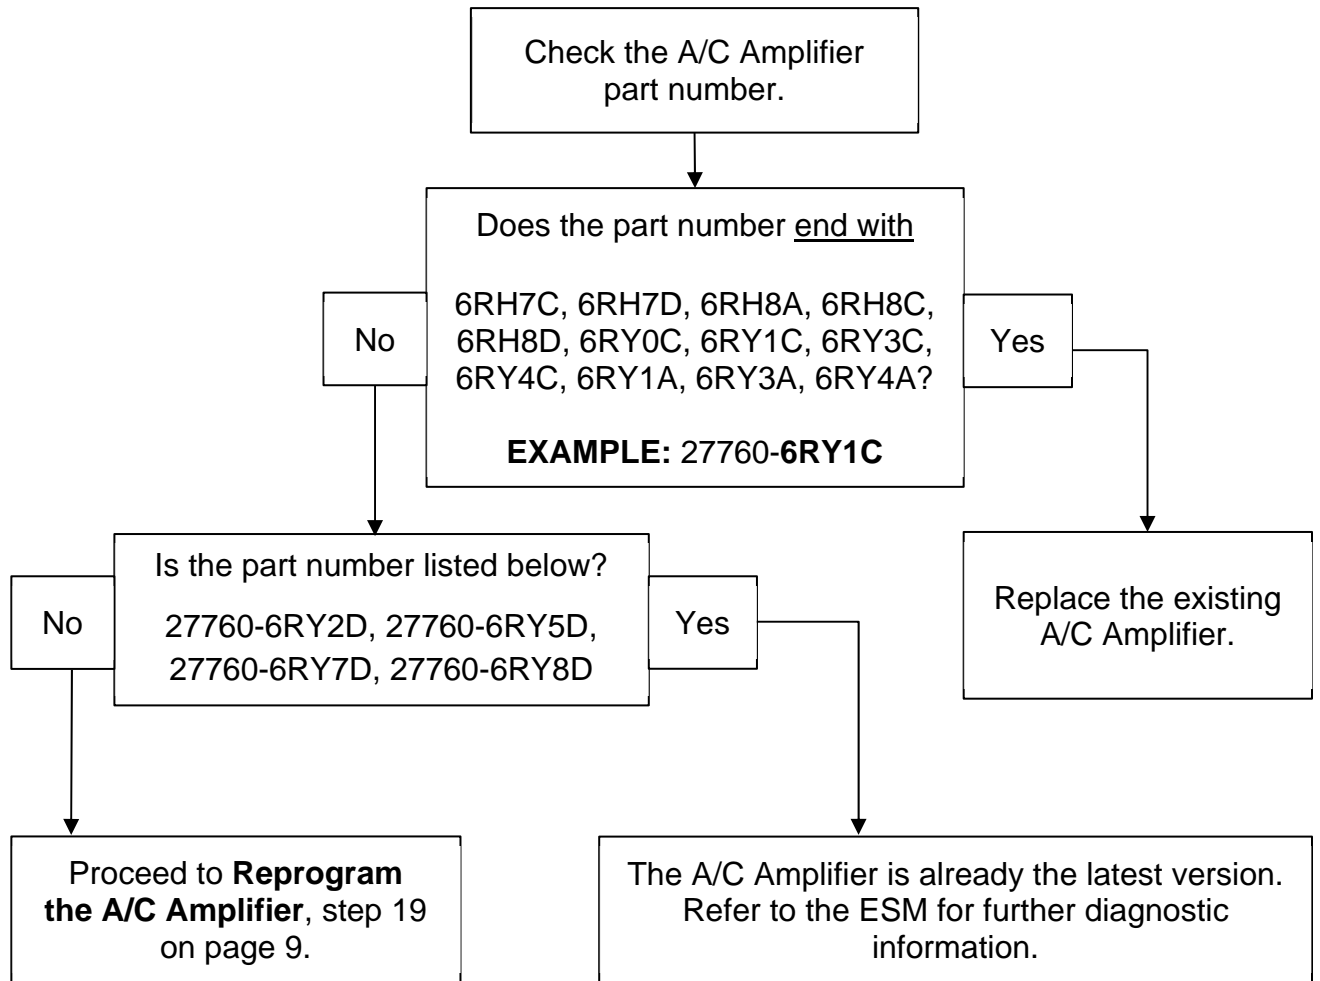 Check the A/C Amplifier
part number.
Does the part number end with
6RH7C, 6RH7D, 6RH8A, 6RH8C,
6RH8D, 6RY0C, 6RY1C, 6RY3C,
6RY4C, 6RY1A, 6RY3A, 6RY4A?
EXAMPLE: 27760-6RY1C
No
Yes
Is the part number listed below?
27760-6RY2D, 27760-6RY5D,
27760-6RY7D, 27760-6RY8D
No
Yes
Replace the existing
A/C Amplifier.
Proceed to Reprogram
the A/C Amplifier, step 19
on page 9.
The A/C Amplifier is already the latest version.
Refer to the ESM for further diagnostic
information.